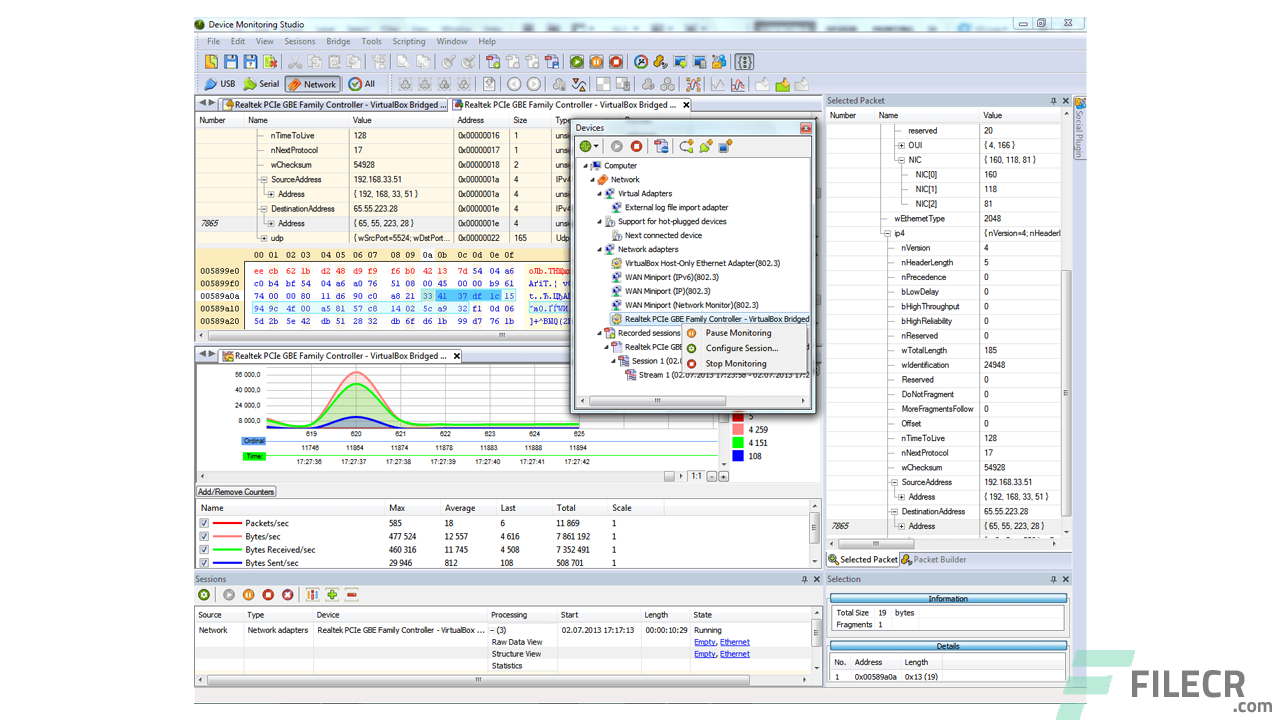 Device Monitoring Studio
File Edit View Sesisons Bridge Tools Scripting Window Help
USB Serial Network All
Realtek PCIe GBE Family Controller - VirtualBox Bridged ... Realtek PCIe GBE Family Controller - VirtualBox Bridged ...
Number Name Value Address Size Type
nTimeToLive 128 0x00000016 1
nNextProtocol 17 0x00000017 1
wChecksum 54928 0x00000018 2
SourceAddress 192.168.33.51 0x0000001a 4 IPv4
Address { 192, 168, 33, 51 } 0x0000001a 4
DestinationAddress 65.55.223.28 0x0000001e 4 IPv4
7865 Address { 65, 55, 223, 28 } 0x0000001e 4
udp { wSrcPort=5524; wDstPort... 0x00000022 165 Udp
00 01 02 03 04 05 06 07 08 09 0a 0b 0c 0d 0e 0f
005899e0 ee cb 62 1b d2 48 d9 f9 f6 b0 42 13 7d 54 04 a6
005899f0 c0 b4 bf 54 04 a6 a0 76 51 08 00 45 00 00 b9 61
00589a0a 74 00 00 80 11 d6 90 c0 a8 21 33 41 37 df 1c 15
00589a10 94 9c 4f 00 a5 81 57 c8 14 02 5c a9 32 f1 0d 06
00589a20 5d 2b 5e 42 db 51 28 32 db 6f d6 1b 99 d7 76 1b
Devices
Computer
Network
Virtual Adapters
External log file import adapter
Support for hot-plugged devices
Next connected device
Network adapters
VirtualBox Host-Only Ethernet Adapter(802.3)
WAN Miniport (IPv6)(802.3)
WAN Miniport (IP)(802.3)
WAN Miniport (Network Monitor)(802.3)
Realtek PCIe GBE Family Controller - VirtualBox Bridged
Recorded sessions
Realtek PCIe GBE
Session 1 (02.0
Stream 1 (02.07.2013 17:23:58 - 02.07.2013 17:2
Pause Monitoring
Configure Session...
Stop Monitoring
Realtek PCIe GBE Family Controller - VirtualBox Bridged ...
56 000,0
40 000,0
24 000,0
8 000,0
619 620 621 622 623 624 625
Ordinal 11746 11864 11874 11878 11883 11888 11894
Time: 17:27:36 17:27:37 17:27:38 17:27:39 17:27:40 17:27:41 17:27:42
5
4 259
4 151
108
1:1
Add/Remove Counters
Name Max Average Last Total Scale
Packets/sec 585 18 6 11 869 1
Bytes/sec 477 524 12 557 4 616 7 861 192 1
Bytes Received/sec 460 316 11 745 4 508 7 352 491 1
Bytes Sent/sec 29 946 812 108 508 701 1
Sessions
Source Type Device Processing Start Length State
Network Network adapters Realtek PCIe GBE Family Controller - VirtualBox ... – (3) 02.07.2013 17:17:13 00:00:10:29 Running
Raw Data View Empty, Ethernet
Structure View Empty, Ethernet
Statistics
Selected Packet
Number Name Value
reserved 20
OUI { 4, 166 }
NIC { 160, 118, 81 }
NIC[0] 160
NIC[1] 118
NIC[2] 81
wEthernetType 2048
ip4 {nVersion=4; nHeaderl
nVersion 4
nHeaderLength 5
nPrecedence 0
bLowDelay 0
bHighThroughput 0
bHighReliability 0
nReserved 0
wTotalLength 185
wIdentification 24948
Reserved 0
DoNotFragment 0
MoreFragmentsFollow 0
Offset 0
nTimeToLive 128
nNextProtocol 17
wChecksum 54928
SourceAddress 192.168.33.51
Address { 192, 168, 33, 51 }
DestinationAddress 65.55.223.28
7865 Address { 65, 55, 223, 28 }
Selected Packet Packet Builder
Social Plugin
Selection
Information
Total Size 19 bytes
Fragments 1
Details
No. Address Length
1 0x00589a0a 0x13 (19)
FILECR
.com